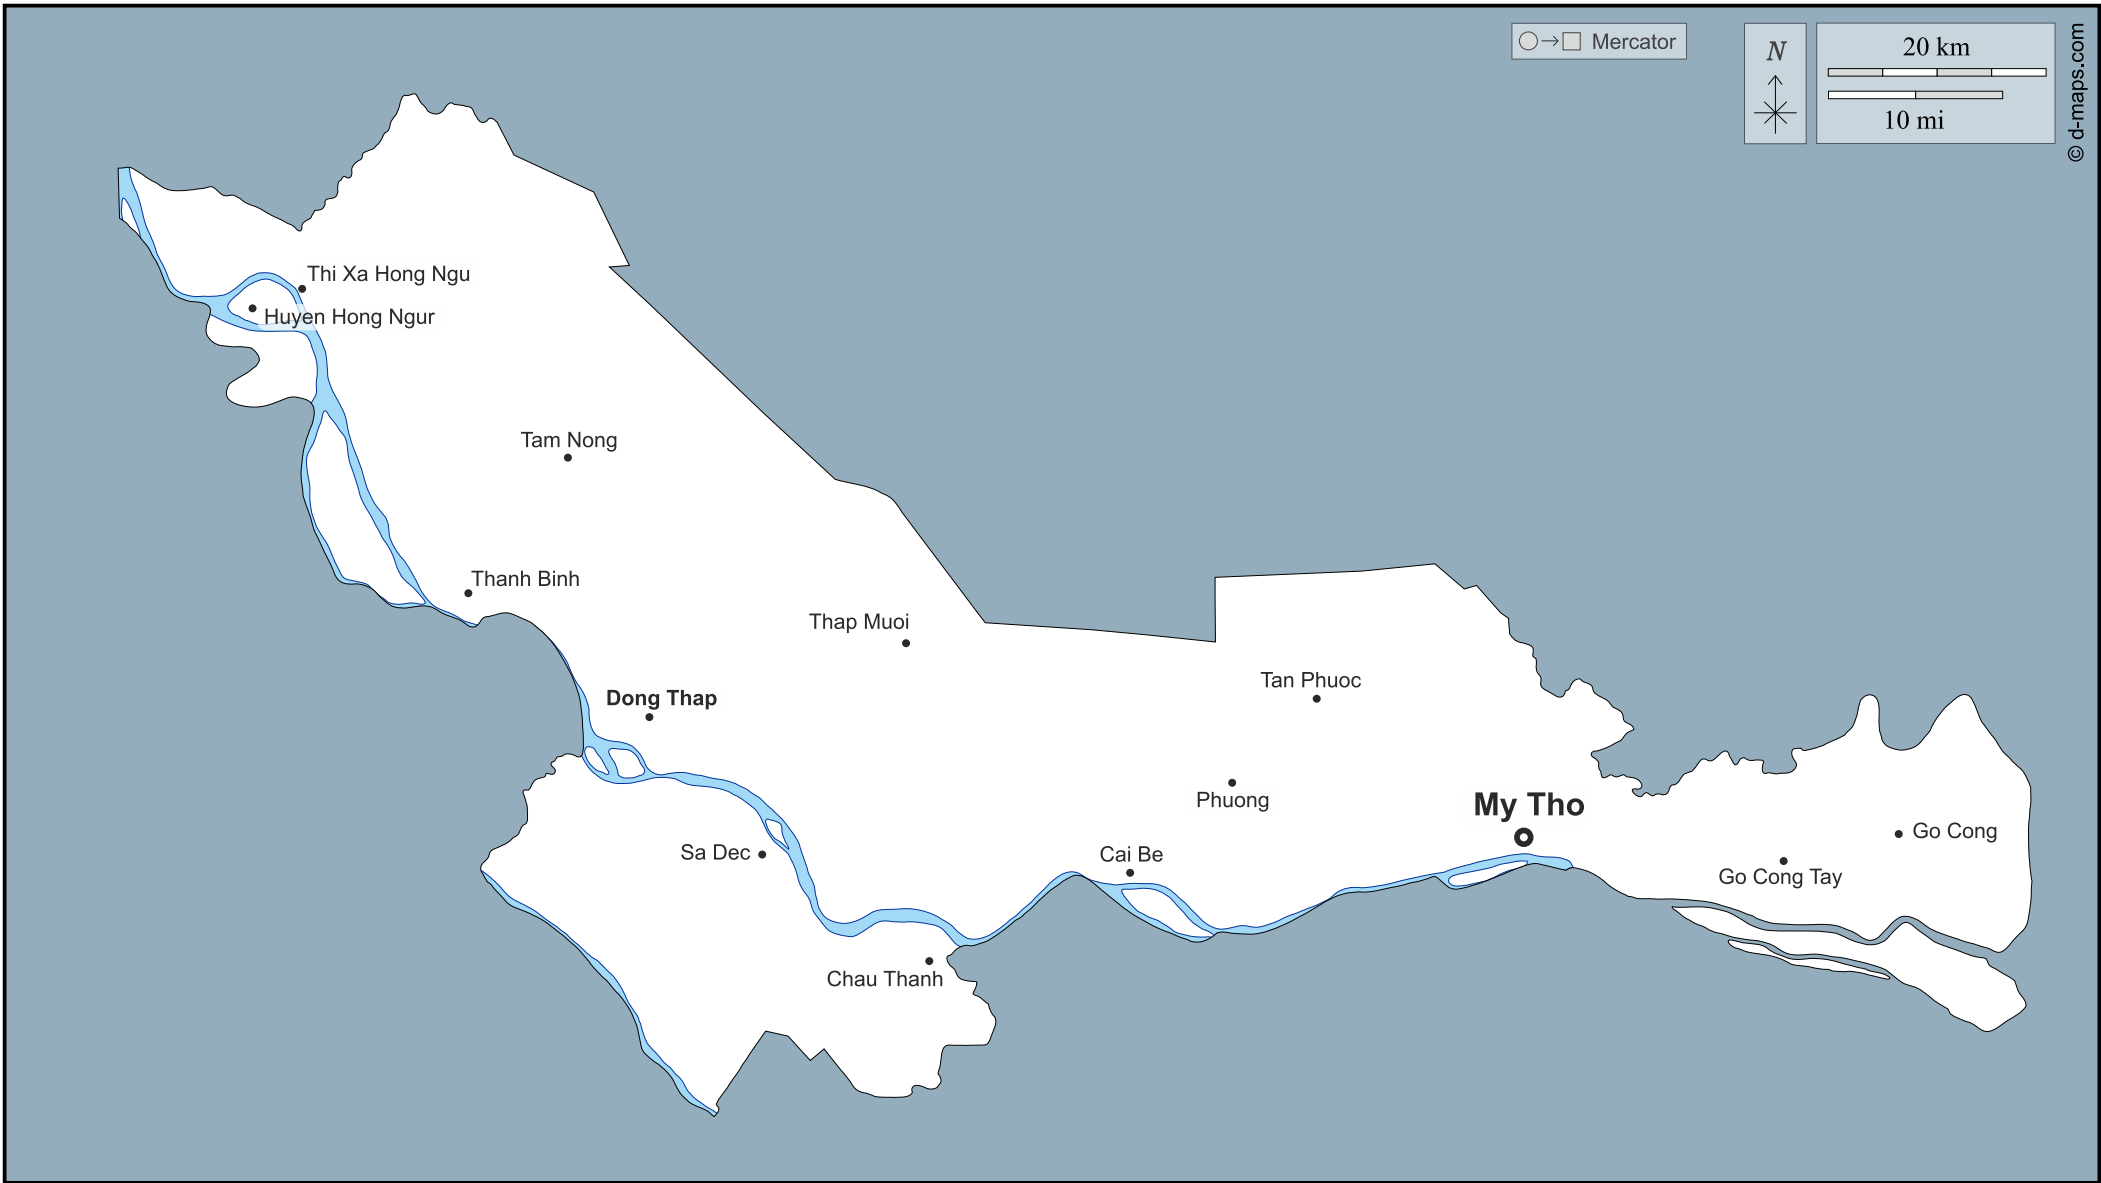 Mercator
N
20 km
10 mi
© d-maps.com
Thi Xa Hong Ngu
Huyen Hong Ngur
Tam Nong
Thanh Binh
Thap Muoi
Tan Phuoc
Dong Thap
Phuong
My Tho
Go Cong
Sa Dec
Cai Be
Go Cong Tay
Chau Thanh